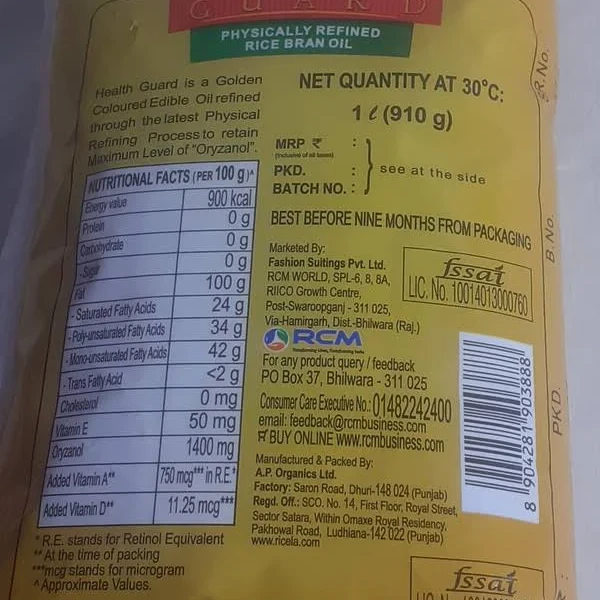 GUARD
PHYSICALLY REFINED
RICE BRAN OIL
Health Guard is a Golden
Coloured Edible Oil refined
through the latest Physical
Refining Process to retain
Maximum Level of "Oryzanol".
NET QUANTITY AT 30°C:
1 ℓ (910 g)
MRP ₹ :
(Inclusive of all taxes)
PKD. :
BATCH NO. :
see at the side
BEST BEFORE NINE MONTHS FROM PACKAGING
NUTRITIONAL FACTS (PER 100 g)^
Energy value 900 kcal
Protein 0 g
Carbohydrate 0 g
- Sugar 0 g
Fat 100 g
- Saturated Fatty Acids 24 g
- Poly-unsaturated Fatty Acids 34 g
- Mono-unsaturated Fatty Acids 42 g
- Trans Fatty Acid <2 g
Cholesterol 0 mg
Vitamin E 50 mg
Oryzanol 1400 mg
Added Vitamin A** 750 mcg*** in R.E.*
Added Vitamin D** 11.25 mcg***
* R.E. stands for Retinol Equivalent
** At the time of packing
***mcg stands for microgram
^ Approximate Values.
Marketed By:
Fashion Suitings Pvt. Ltd.
RCM WORLD, SPL-6, 8, 8A,
RIICO Growth Centre,
Post-Swaroopganj - 311 025,
Via-Hamirgarh, Dist.-Bhilwara (Raj.)
fssai
LIC. No. 10014013000760
RCM
For any product query / feedback
PO Box 37, Bhilwara - 311 025
Consumer Care Executive No.: 01482242400
email: feedback@rcmbusiness.com
BUY ONLINE www.rcmbusiness.com
Manufactured & Packed By:
A.P. Organics Ltd.
Factory: Saron Road, Dhuri-148 024 (Punjab)
Regd. Off.: SCO. No. 14, First Floor, Royal Street,
Sector Satara, Within Omaxe Royal Residency,
Pakhowal Road, Ludhiana-142 022 (Punjab)
www.ricela.com
8 904281 903888
fssai
B. No.
PKD.